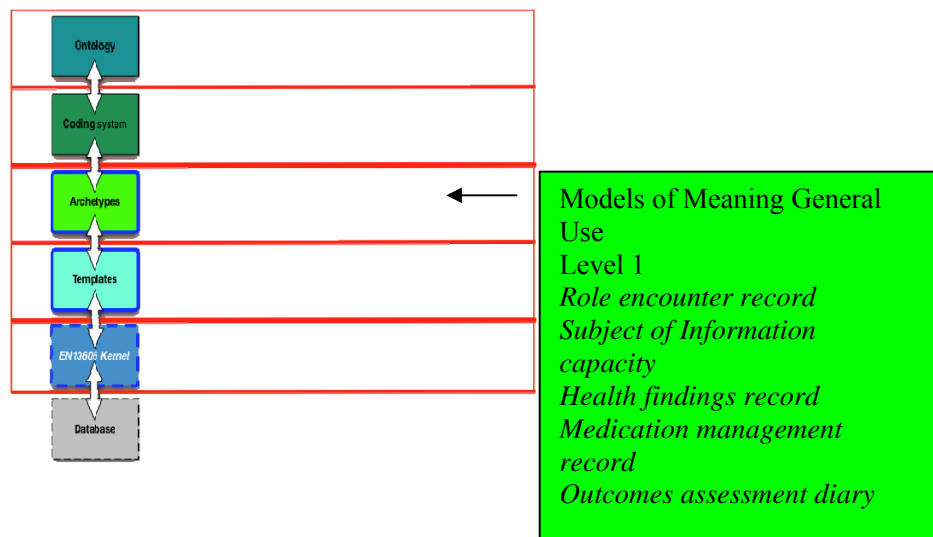 Ontology
Coding system
Archetypes
Templates
EN13606 Kernel
Database
Models of Meaning General
Use
Level 1
Role encounter record
Subject of Information
capacity
Health findings record
Medication management
record
Outcomes assessment diary